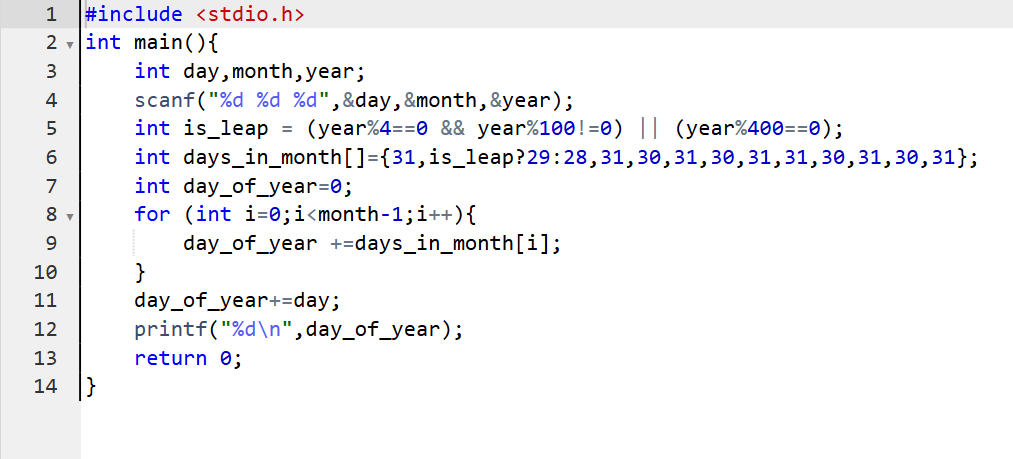 1 #include <stdio.h>
2 int main(){
3 int day,month,year;
4 scanf("%d %d %d",&day,&month,&year);
5 int is_leap = (year%4==0 && year%100!=0) || (year%400==0);
6 int days_in_month[]={31,is_leap?29:28,31,30,31,30,31,31,30,31,30,31};
7 int day_of_year=0;
8 for (int i=0;i<month-1;i++){
9 day_of_year +=days_in_month[i];
10 }
11 day_of_year+=day;
12 printf("%d\n",day_of_year);
13 return 0;
14 }